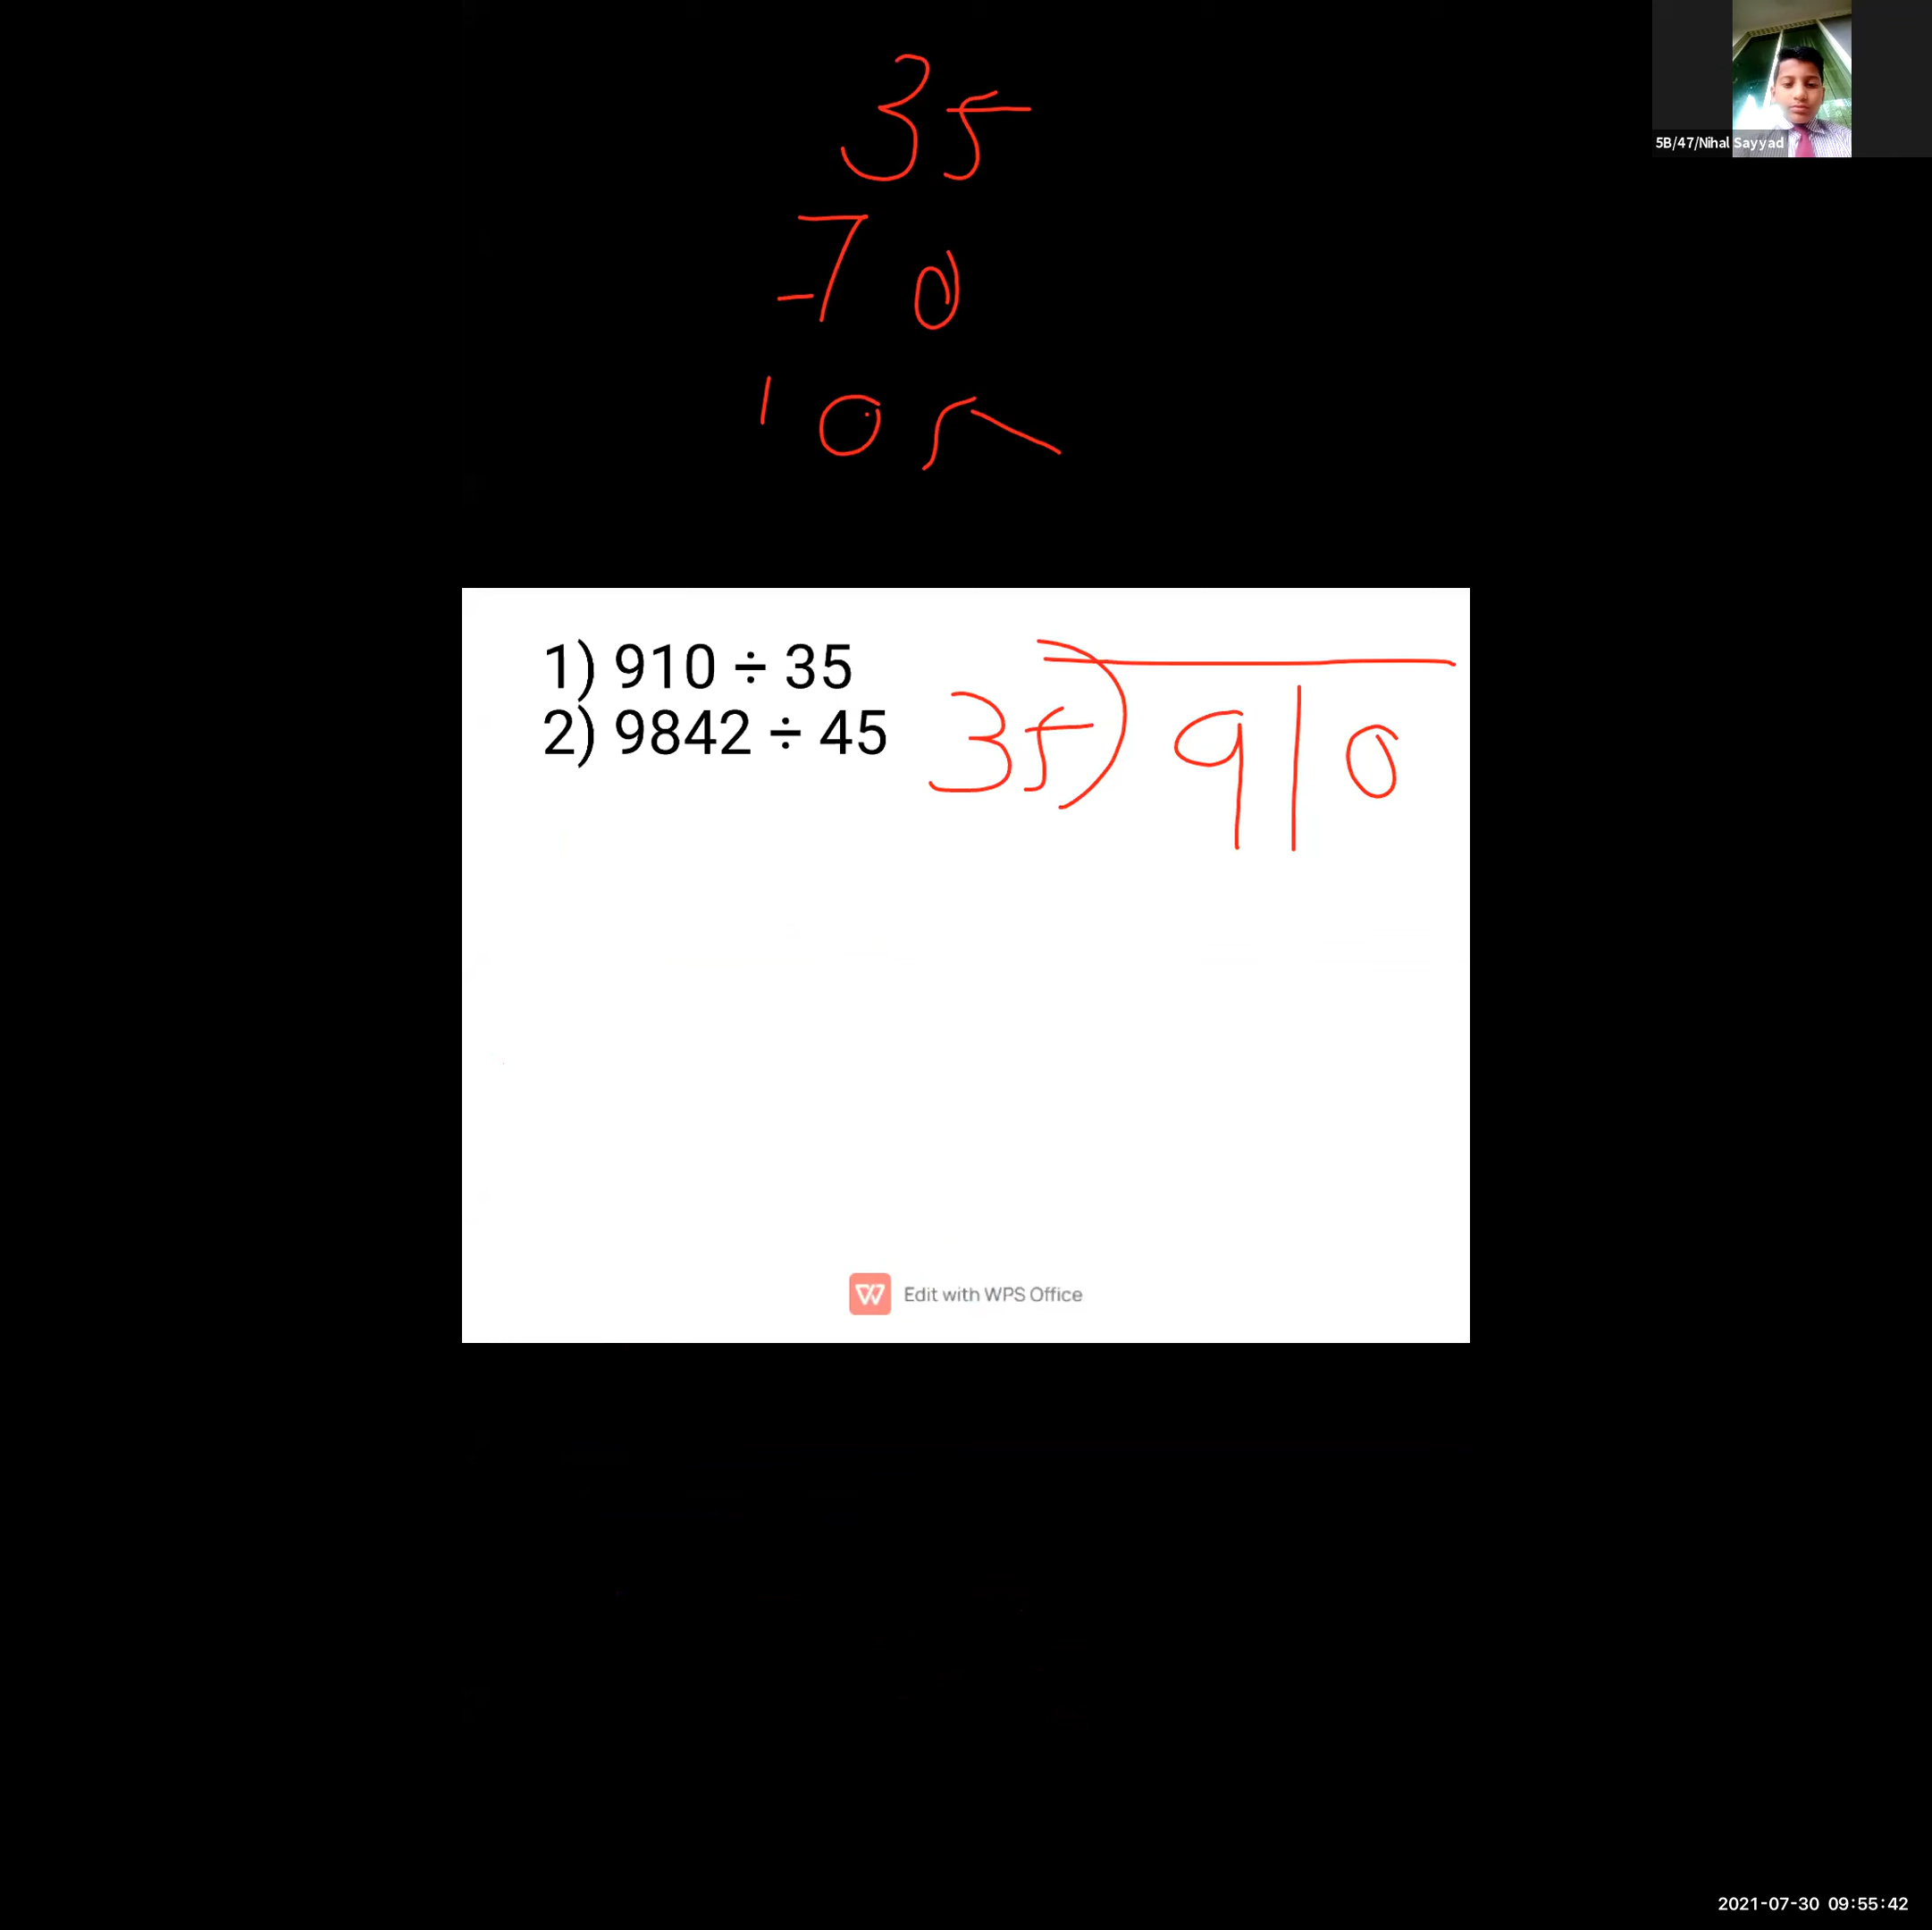 35
5B/47/Nihal Sayyad
70
105
1) 910 ÷ 35
2) 9842 ÷ 45
35) 910
Edit with WPS Office
2021-07-30 09:55:42